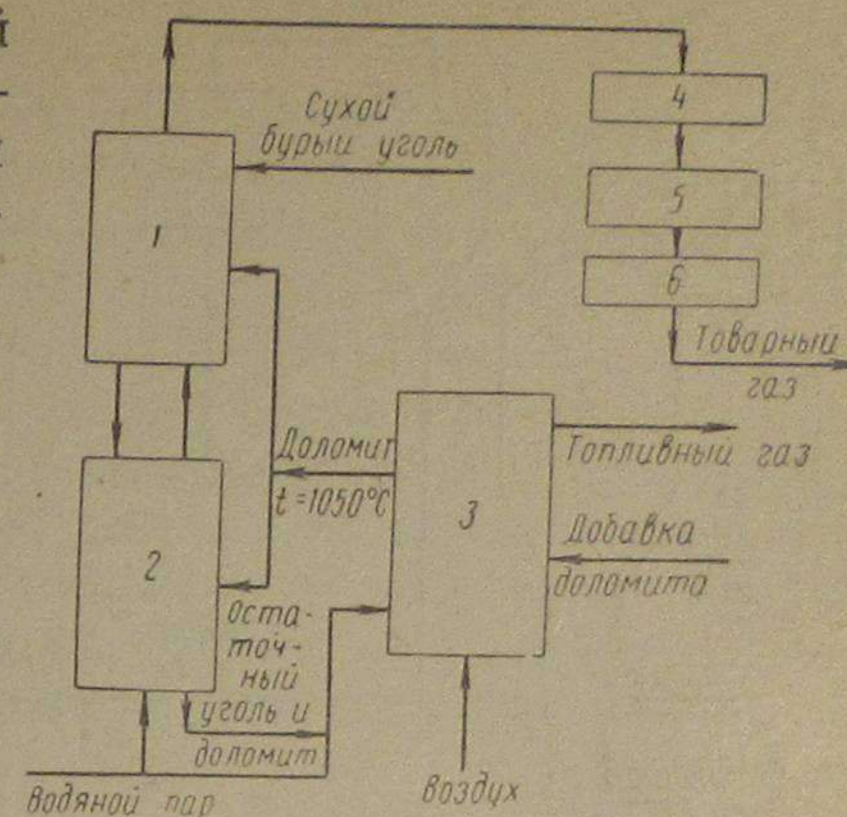 й
4
Сухой
бурый уголь
5
1
6
Товарный
газ
Доломит
t=1050°C
Топливный газ
3
Добавка
доломита
2
Оста-
точ-
ный
уголь и
доломит
Водяной пар
Воздух